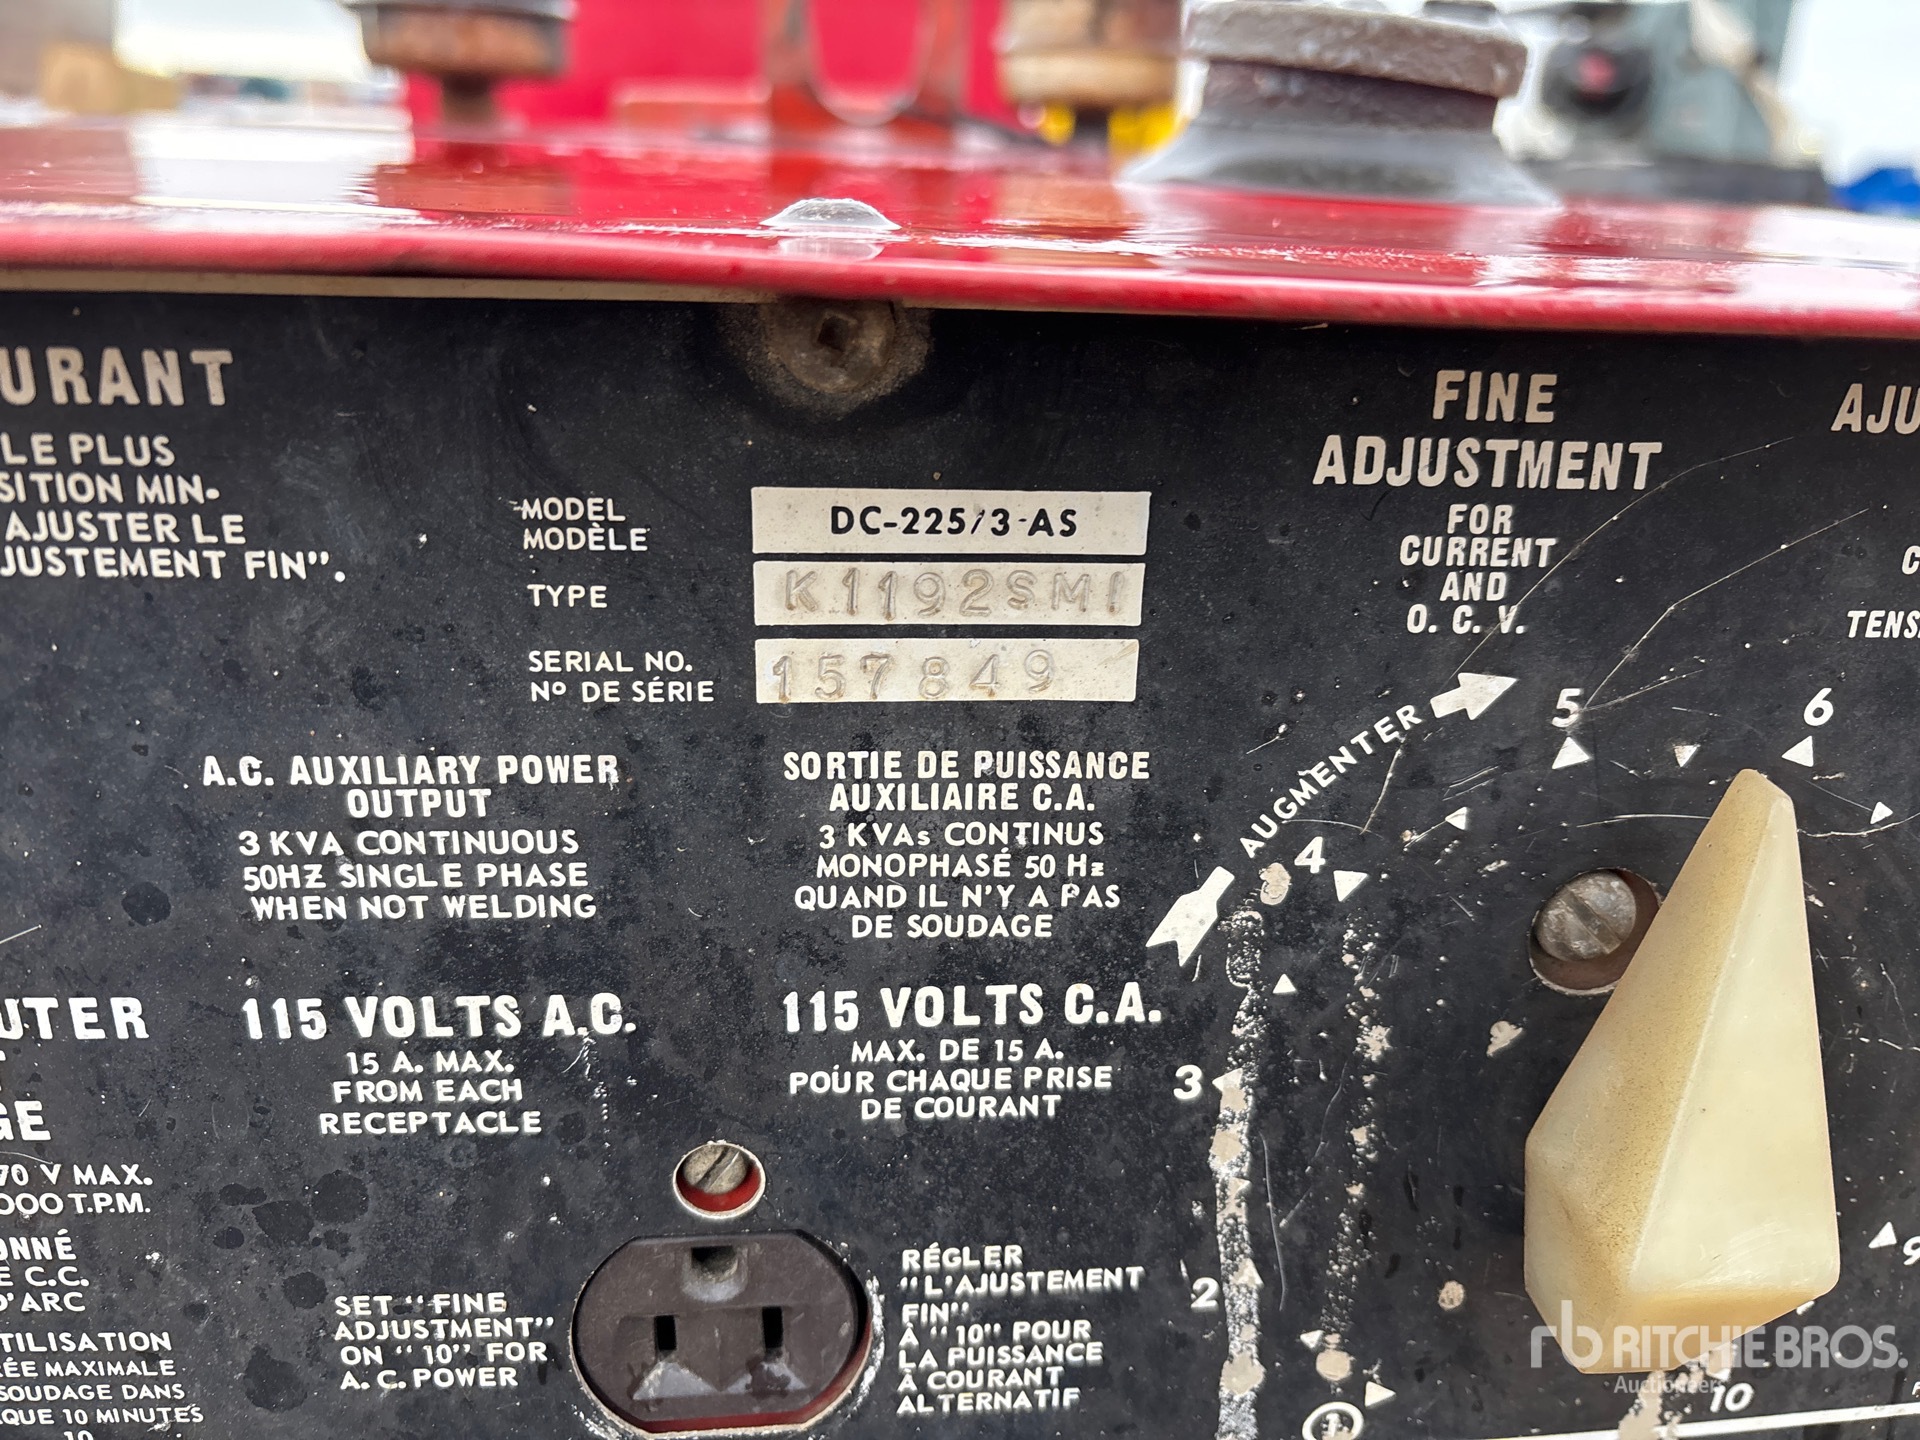 URANT
LE PLUS
SITION MIN-
AJUSTER LE
JUSTEMENT FIN".
MODEL
MODÈLE
DC-225/3-AS
TYPE
K1192SM1
SERIAL NO.
Nº DE SÉRIE
157849
A.C. AUXILIARY POWER
OUTPUT
3 KVA CONTINUOUS
50HZ SINGLE PHASE
WHEN NOT WELDING
115 VOLTS A.C.
15 A. MAX.
FROM EACH
RECEPTACLE
SET "FINE
ADJUSTMENT"
ON "10" FOR
A.C. POWER
SORTIE DE PUISSANCE
AUXILIAIRE C.A.
3 KVAs CONTINUS
MONOPHASÉ 50 Hz
QUAND IL N'Y A PAS
DE SOUDAGE
115 VOLTS C.A.
MAX. DE 15 A.
POUR CHAQUE PRISE
DE COURANT
RÉGLER
"L'AJUSTEMENT
FIN"
À "10" POUR
LA PUISSANCE
À COURANT
ALTERNATIF
UTER
GE
70 V MAX.
000 T.P.M.
ONNÉ
E C.C.
D'ARC
TILISATION
RÉE MAXIMALE
SOUDAGE DANS
QUE 10 MINUTES
10
FINE
ADJUSTMENT
FOR
CURRENT
AND
O. C. V.
AUGMENTER
1
2
3
4
5
6
9
10
AJU
C
TENS
rb RITCHIE BROS.
Auctioneers